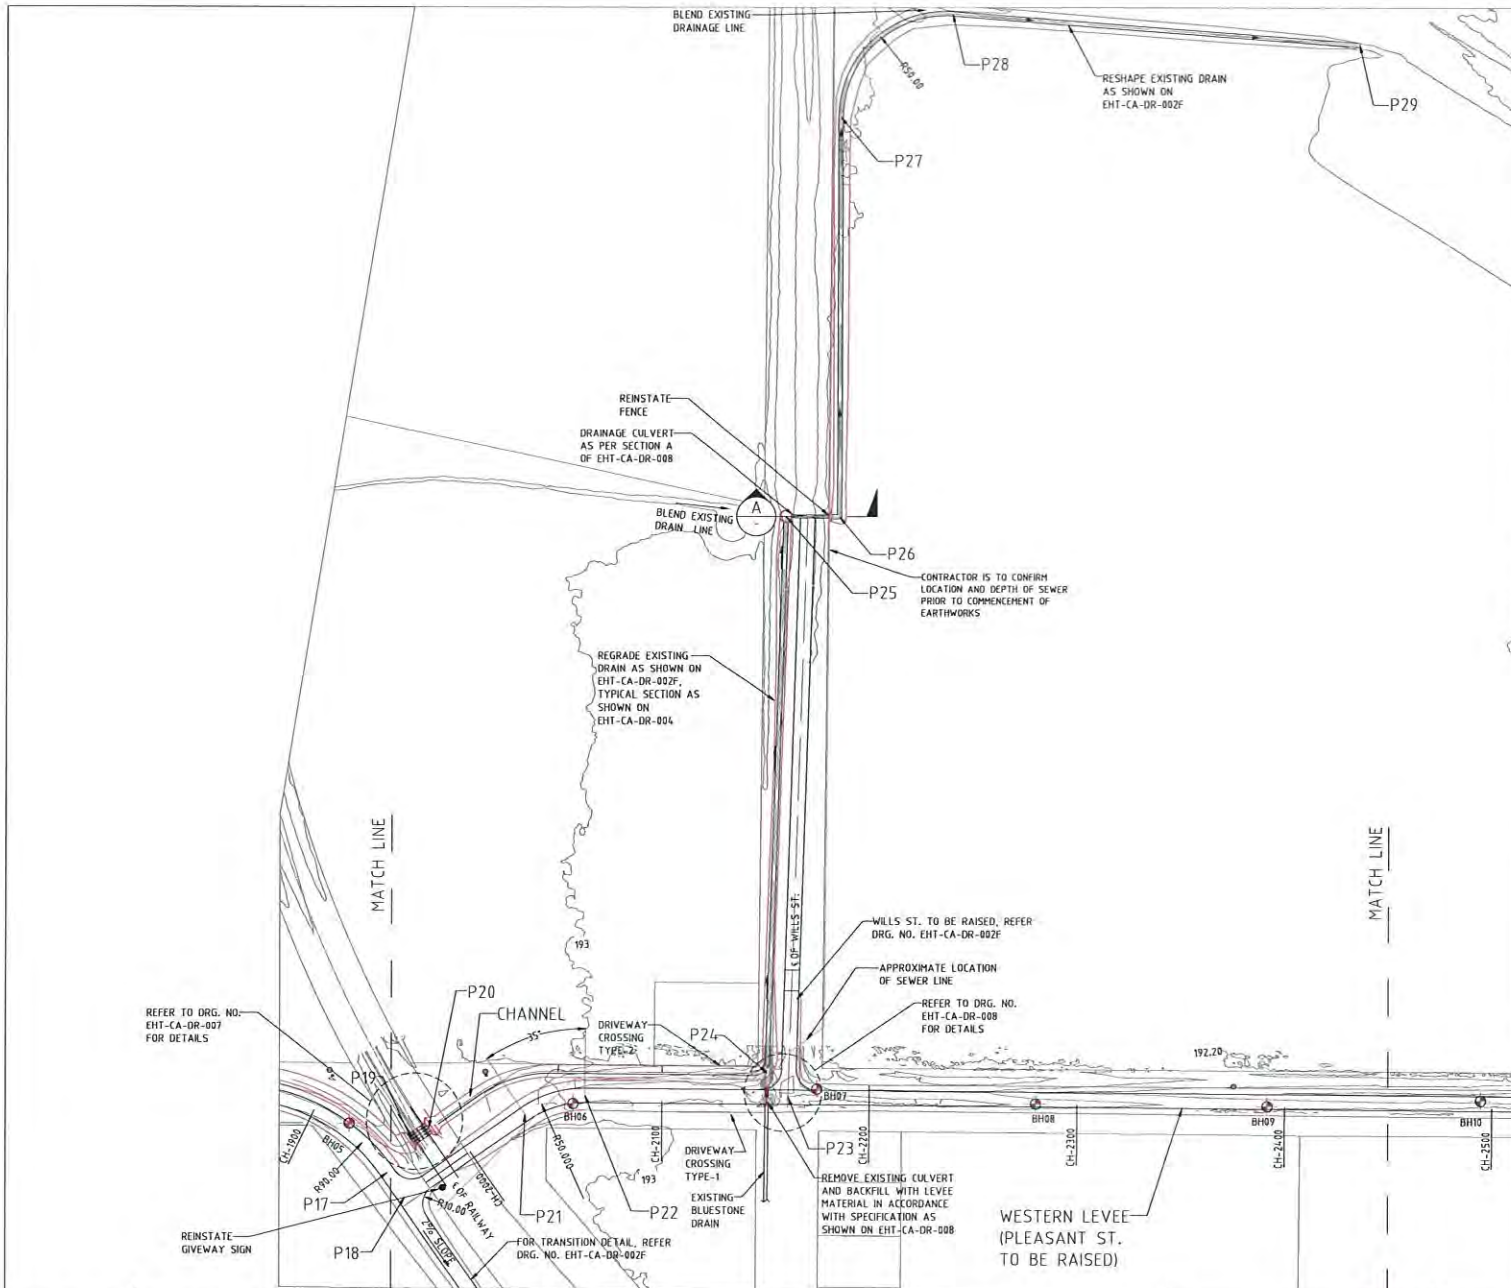 BLEND EXISTING
DRAINAGE LINE
R50.00
P28
RESHAPE EXISTING DRAIN
AS SHOWN ON
EHT-CA-DR-002F
P29
P27
REINSTATE
FENCE
DRAINAGE CULVERT
AS PER SECTION A
OF EHT-CA-DR-008
A
-
BLEND EXISTING
DRAIN LINE
P26
P25
CONTRACTOR IS TO CONFIRM
LOCATION AND DEPTH OF SEWER
PRIOR TO COMMENCEMENT OF
EARTHWORKS
REGRADE EXISTING
DRAIN AS SHOWN ON
EHT-CA-DR-002F,
TYPICAL SECTION AS
SHOWN ON
EHT-CA-DR-004
MATCH LINE
MATCH LINE
193
℄ OF WILLS ST.
WILLS ST. TO BE RAISED, REFER
DRG. NO. EHT-CA-DR-002F
APPROXIMATE LOCATION
OF SEWER LINE
REFER TO DRG. NO.
EHT-CA-DR-008
FOR DETAILS
P20
CHANNEL
REFER TO DRG. NO.
EHT-CA-DR-007
FOR DETAILS
35°
DRIVEWAY
CROSSING
TYPE-2
P24
192.20
P19
BH05
BH06
BH07
BH08
BH09
BH10
CH-1900
CH-2000
CH-2100
CH-2200
CH-2300
CH-2400
CH-2500
R90.00
R50.000
P17
R10.00
℄ OF RAILWAY
2% SLOPE
P21
P22
193
DRIVEWAY
CROSSING
TYPE-1
EXISTING
BLUESTONE
DRAIN
P23
REMOVE EXISTING CULVERT
AND BACKFILL WITH LEVEE
MATERIAL IN ACCORDANCE
WITH SPECIFICATION AS
SHOWN ON EHT-CA-DR-008
WESTERN LEVEE
(PLEASANT ST.
TO BE RAISED)
REINSTATE
GIVEWAY SIGN
P18
FOR TRANSITION DETAIL, REFER
DRG. NO. EHT-CA-DR-002F